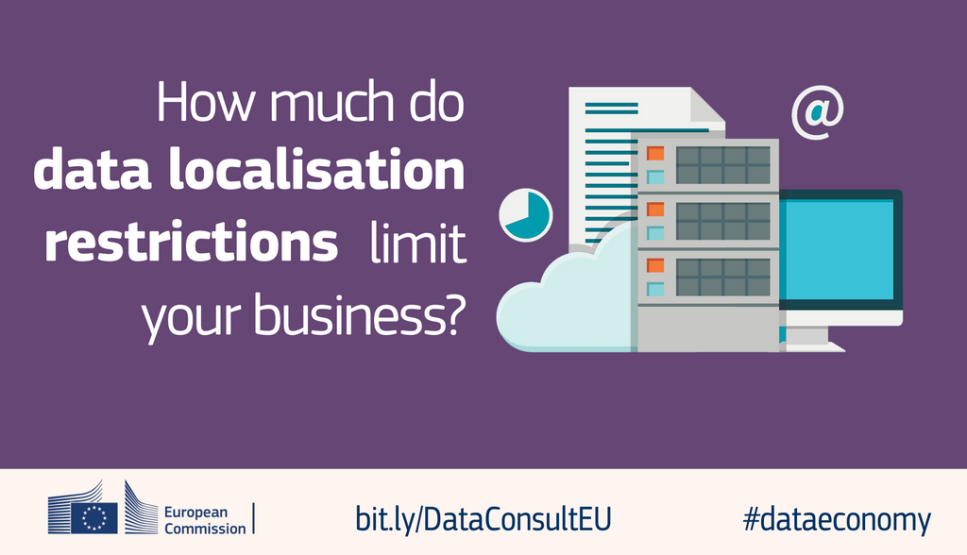 How much do
data localisation
restrictions limit
your business?
@
European
Commission
bit.ly/DataConsultEU
#dataeconomy